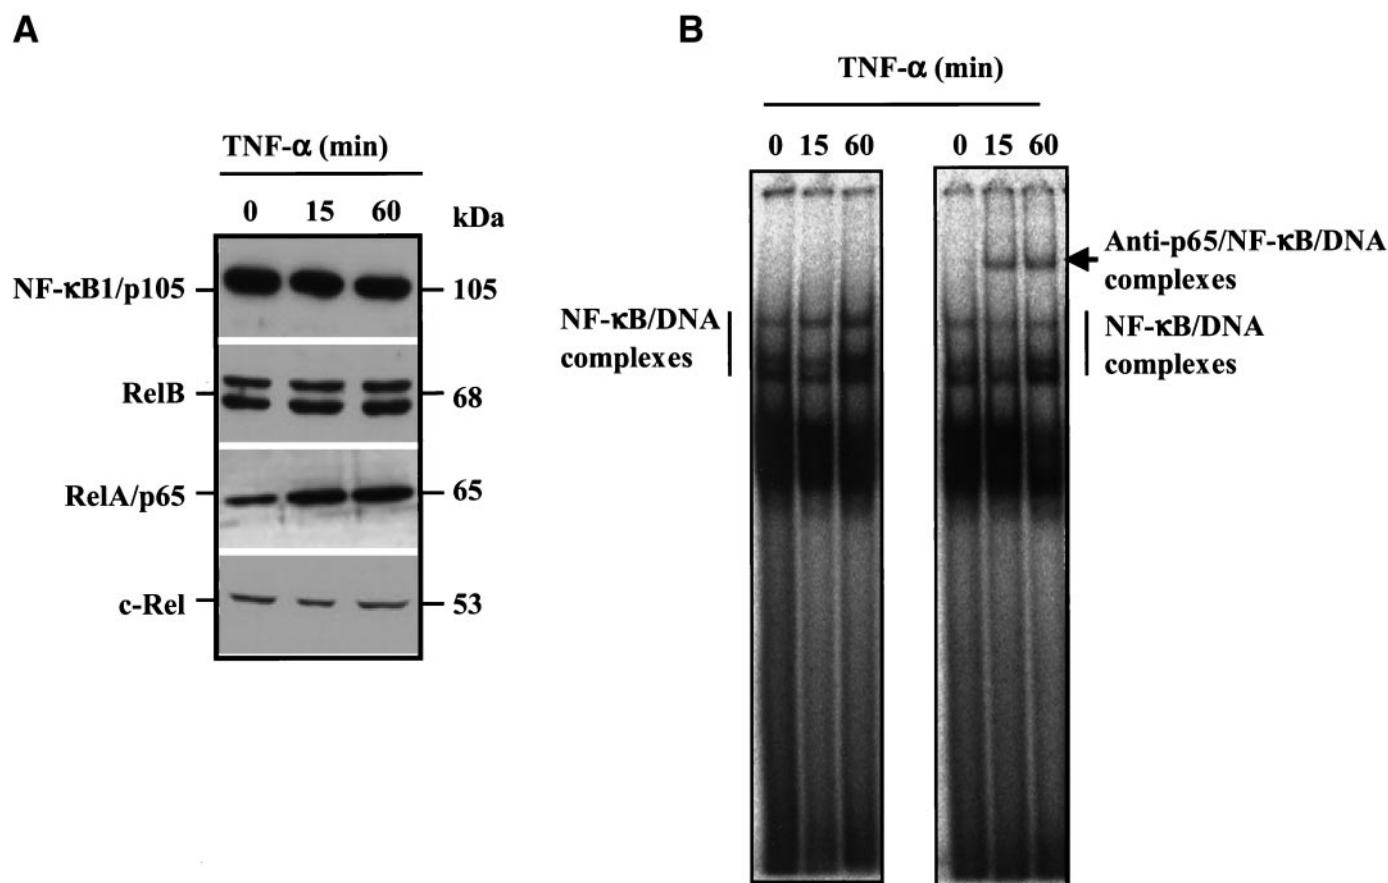 A
TNF-α (min)
0 15 60 kDa
NF-κB1/p105 105
RelB 68
RelA/p65 65
c-Rel 53
B
TNF-α (min)
0 15 60 0 15 60
Anti-p65/NF-κB/DNA
complexes
NF-κB/DNA
complexes
NF-κB/DNA
complexes